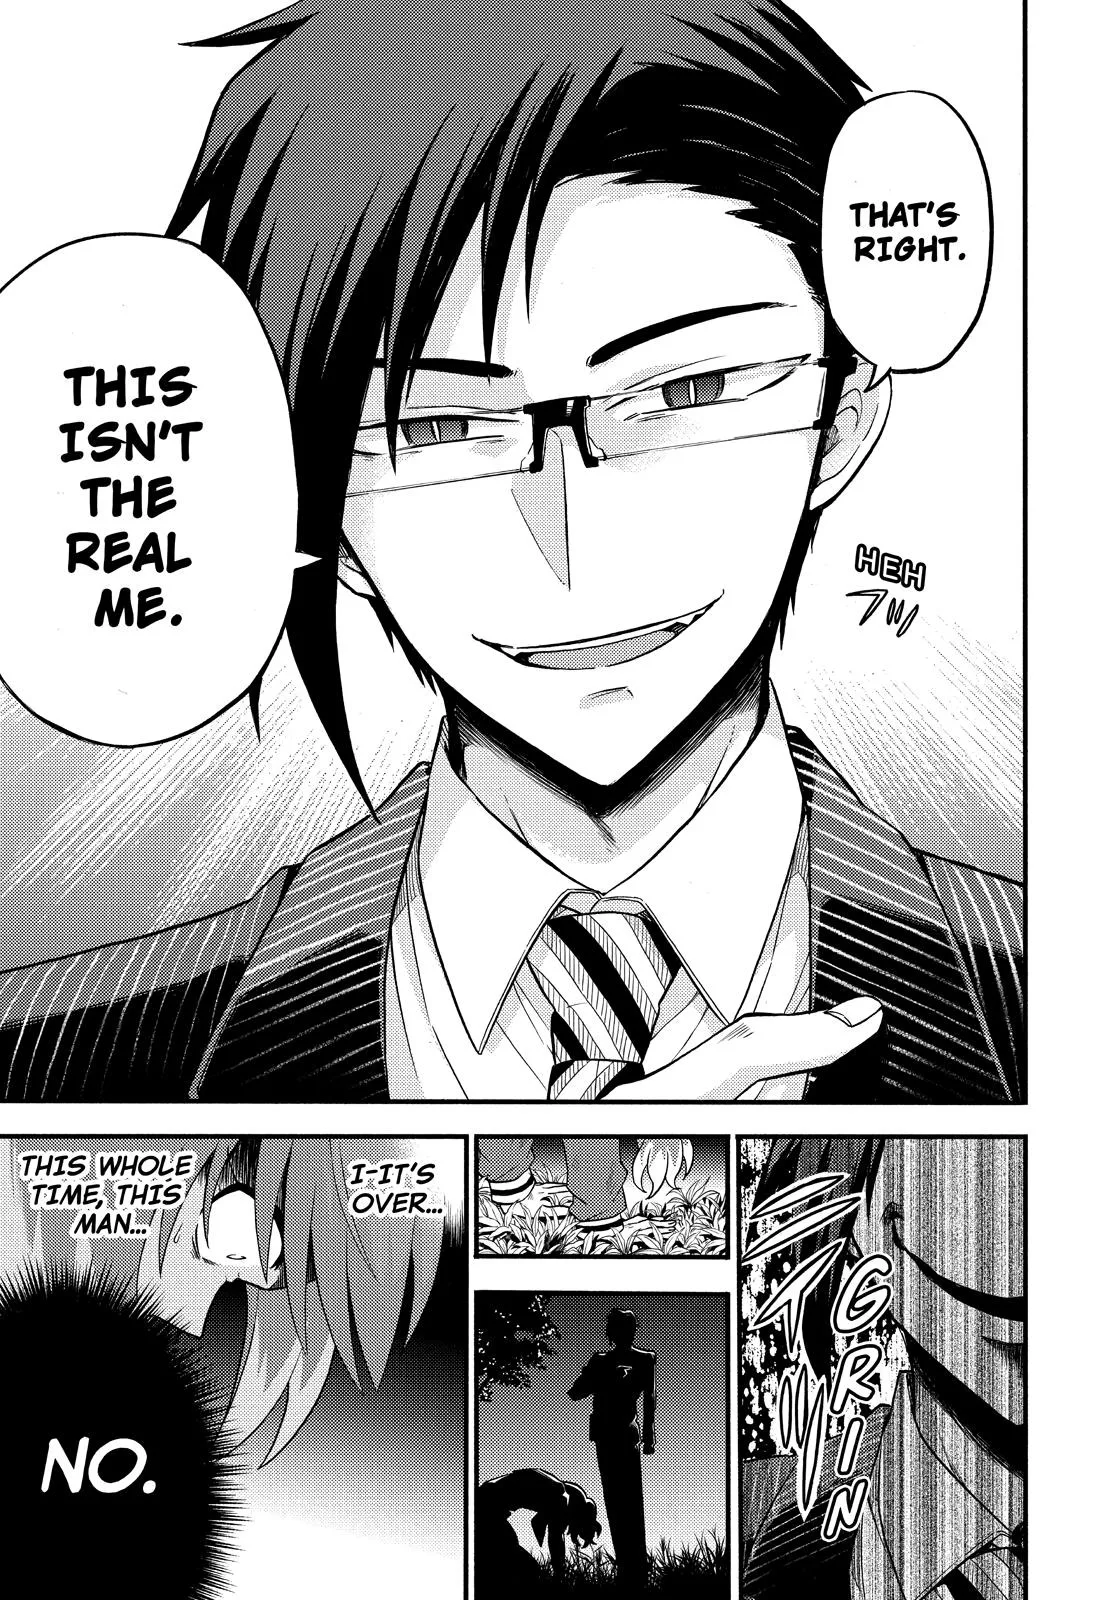 THAT'S
RIGHT.
THIS
ISN'T
THE
REAL
ME.
HEH
フッ
GRIN
I-IT'S
OVER...
THIS WHOLE
TIME, THIS
MAN...
NO.